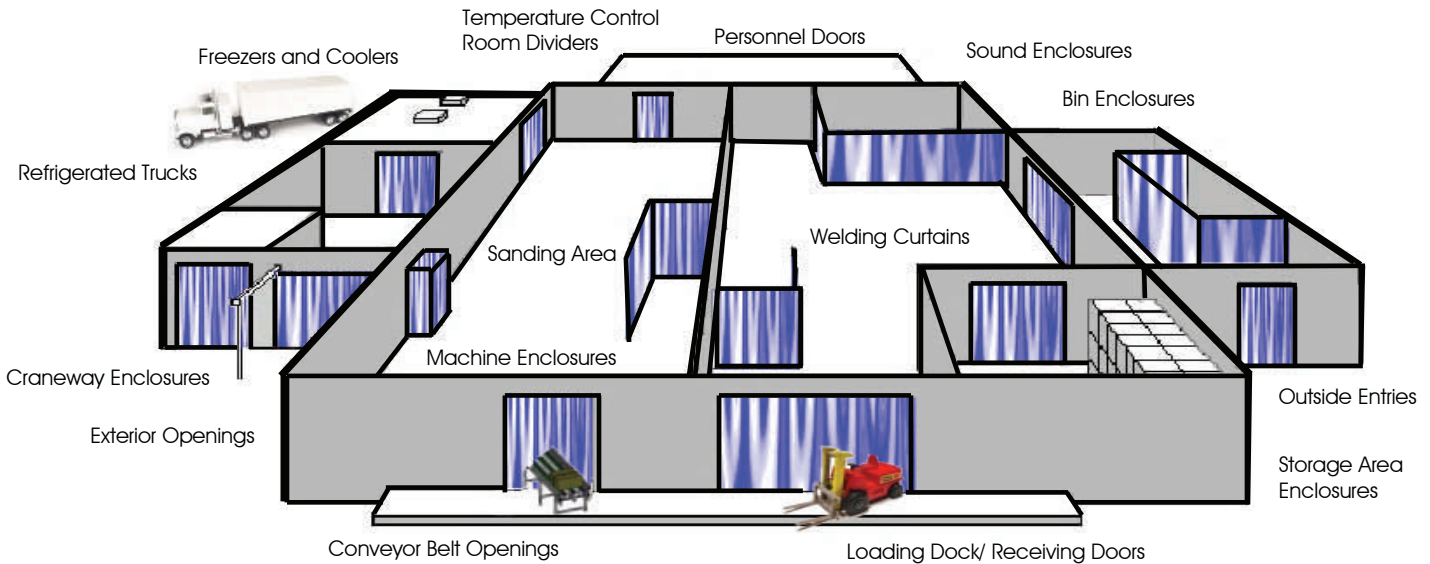 Temperature Control
Room Dividers
Personnel Doors
Sound Enclosures
Freezers and Coolers
Bin Enclosures
Refrigerated Trucks
Sanding Area
Welding Curtains
Machine Enclosures
Craneway Enclosures
Outside Entries
Exterior Openings
Storage Area
Enclosures
Conveyor Belt Openings
Loading Dock/ Receiving Doors